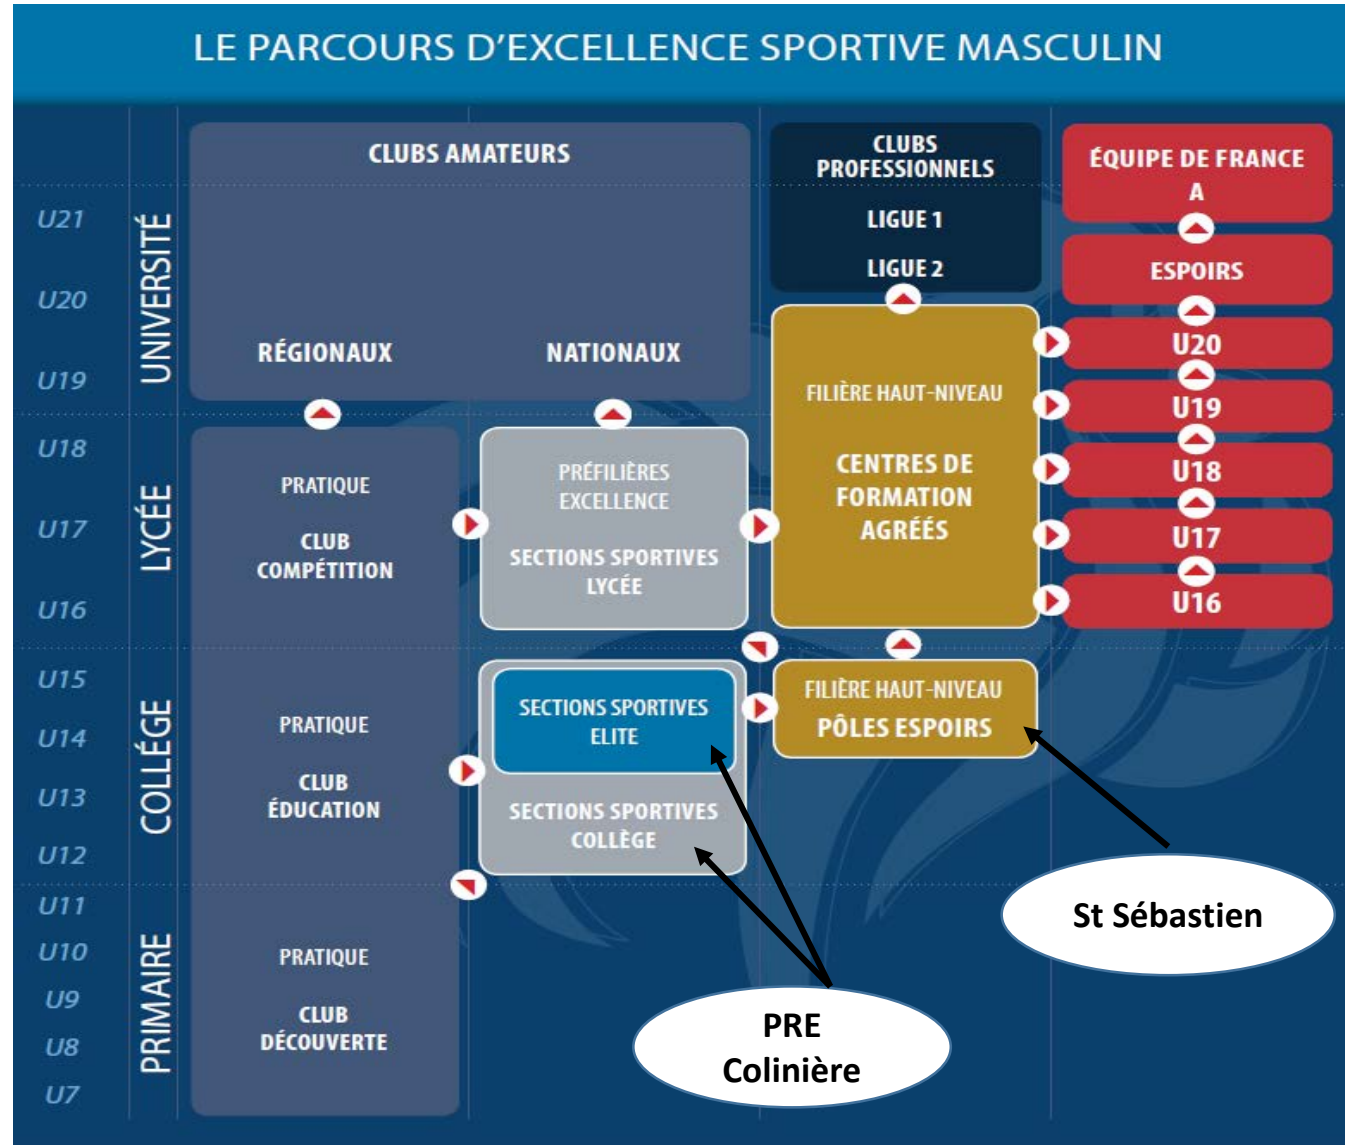 LE PARCOURS D'EXCELLENCE SPORTIVE MASCULIN
U21
U20
U19
U18
U17
U16
U15
U14
U13
U12
U11
U10
U9
U8
U7
UNIVERSITÉ
LYCÉE
COLLÉGE
PRIMAIRE
CLUBS AMATEURS
RÉGIONAUX
NATIONAUX
PRATIQUE
CLUB
COMPÉTITION
PRATIQUE
CLUB
ÉDUCATION
PRATIQUE
CLUB
DÉCOUVERTE
PRÉFILIÈRES
EXCELLENCE
SECTIONS SPORTIVES
LYCÉE
SECTIONS SPORTIVES
ELITE
SECTIONS SPORTIVES
COLLÈGE
CLUBS
PROFESSIONNELS
LIGUE 1
LIGUE 2
FILIÈRE HAUT-NIVEAU
CENTRES DE
FORMATION
AGRÉÉS
FILIÈRE HAUT-NIVEAU
PÔLES ESPOIRS
ÉQUIPE DE FRANCE
A
ESPOIRS
U20
U19
U18
U17
U16
St Sébastien
PRE
Colinière